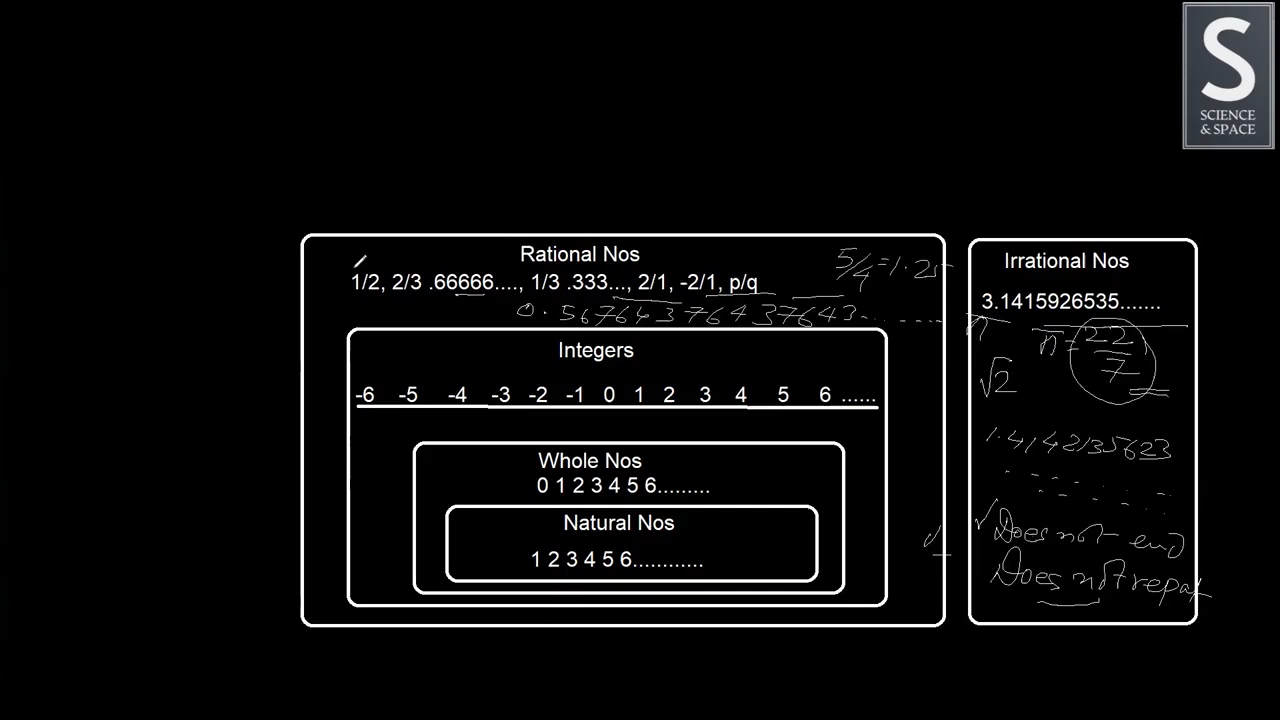 S
SCIENCE
& SPACE
Rational Nos
1/2, 2/3 .66666...., 1/3 .333..., 2/1, -2/1, p/q
5/4=1.25
0.56764376437643........
Integers
-6 -5 -4 -3 -2 -1 0 1 2 3 4 5 6 ......
Whole Nos
0 1 2 3 4 5 6.........
Natural Nos
1 2 3 4 5 6............
Irrational Nos
3.1415926535.......
π = 22/7
√2
1.4142135623
✓Does not end
Does not repeat